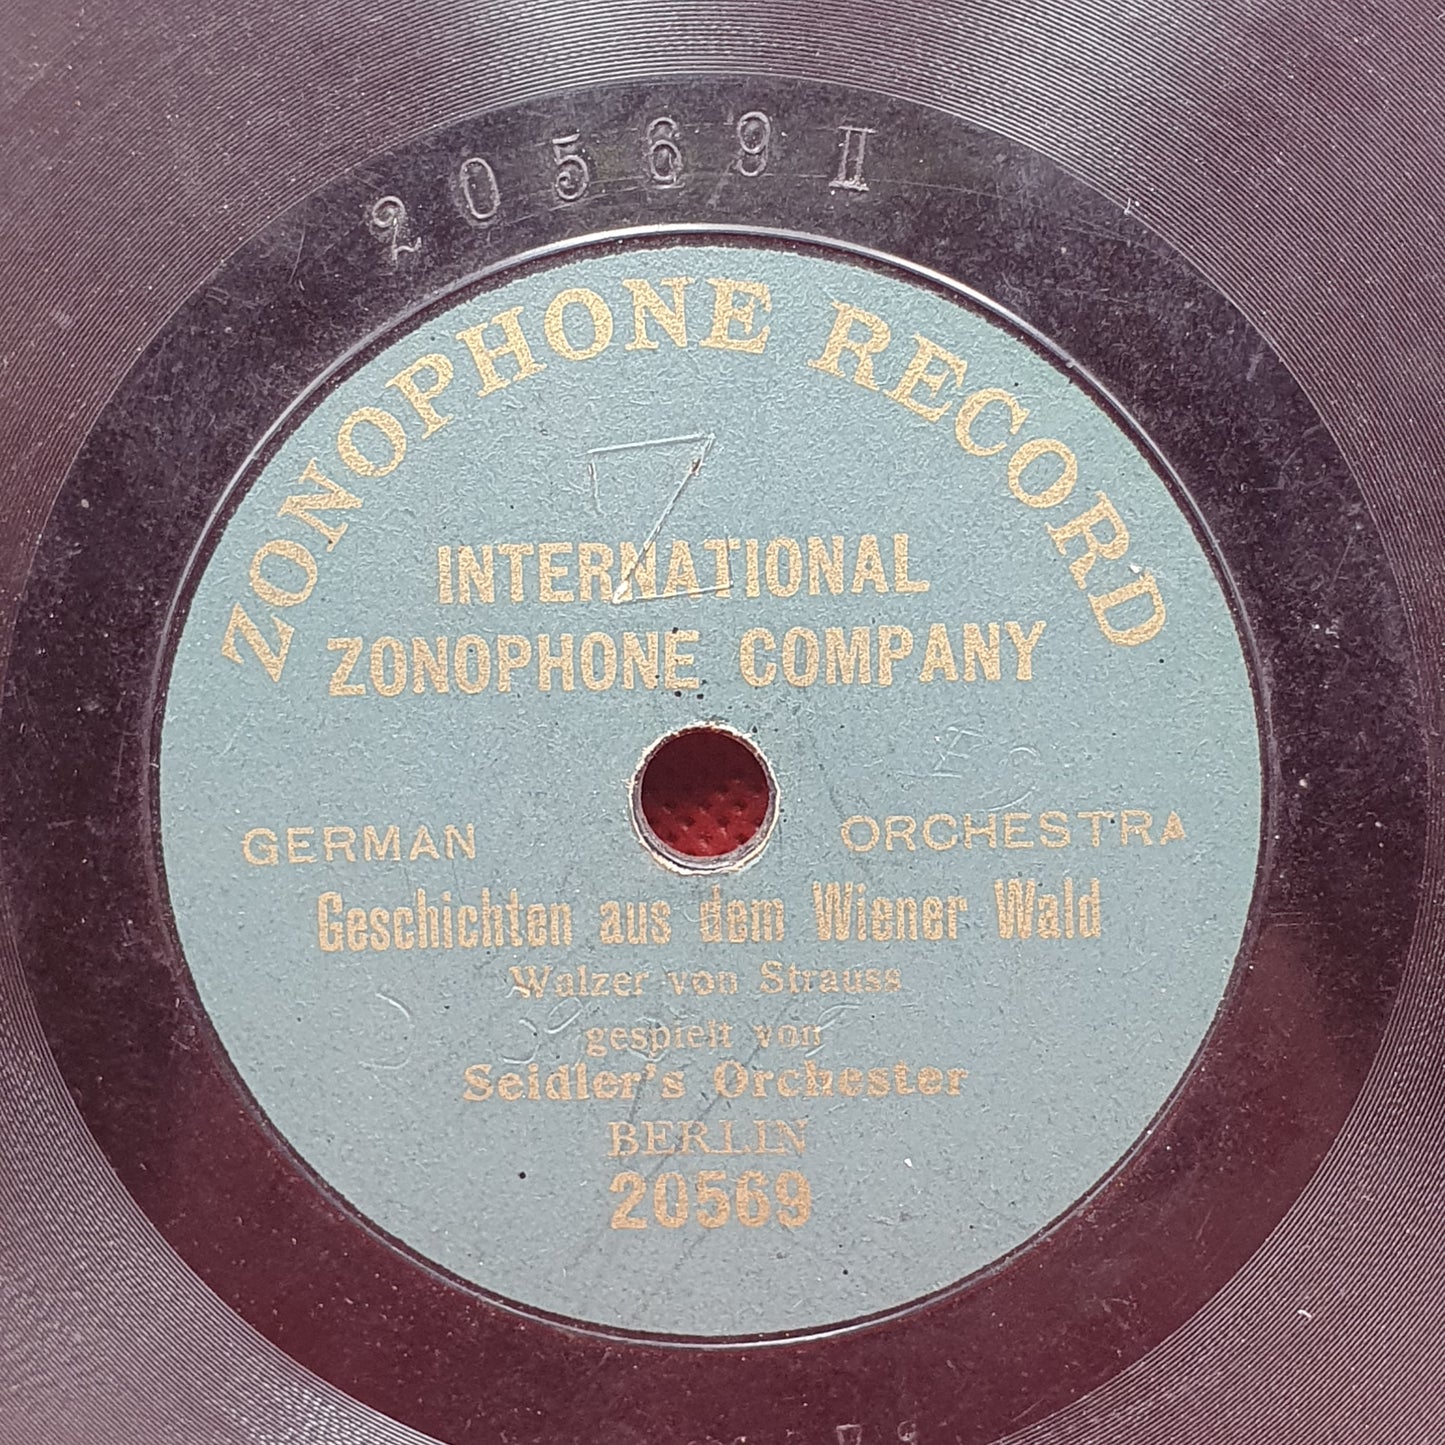 20569 II
ZONOPHONE RECORD
INTERNATIONAL
ZONOPHONE COMPANY
GERMAN ORCHESTRA
Geschichten aus dem Wiener Wald
Walzer von Strauss
gespielt von
Seidler's Orchester
BERLIN
20569